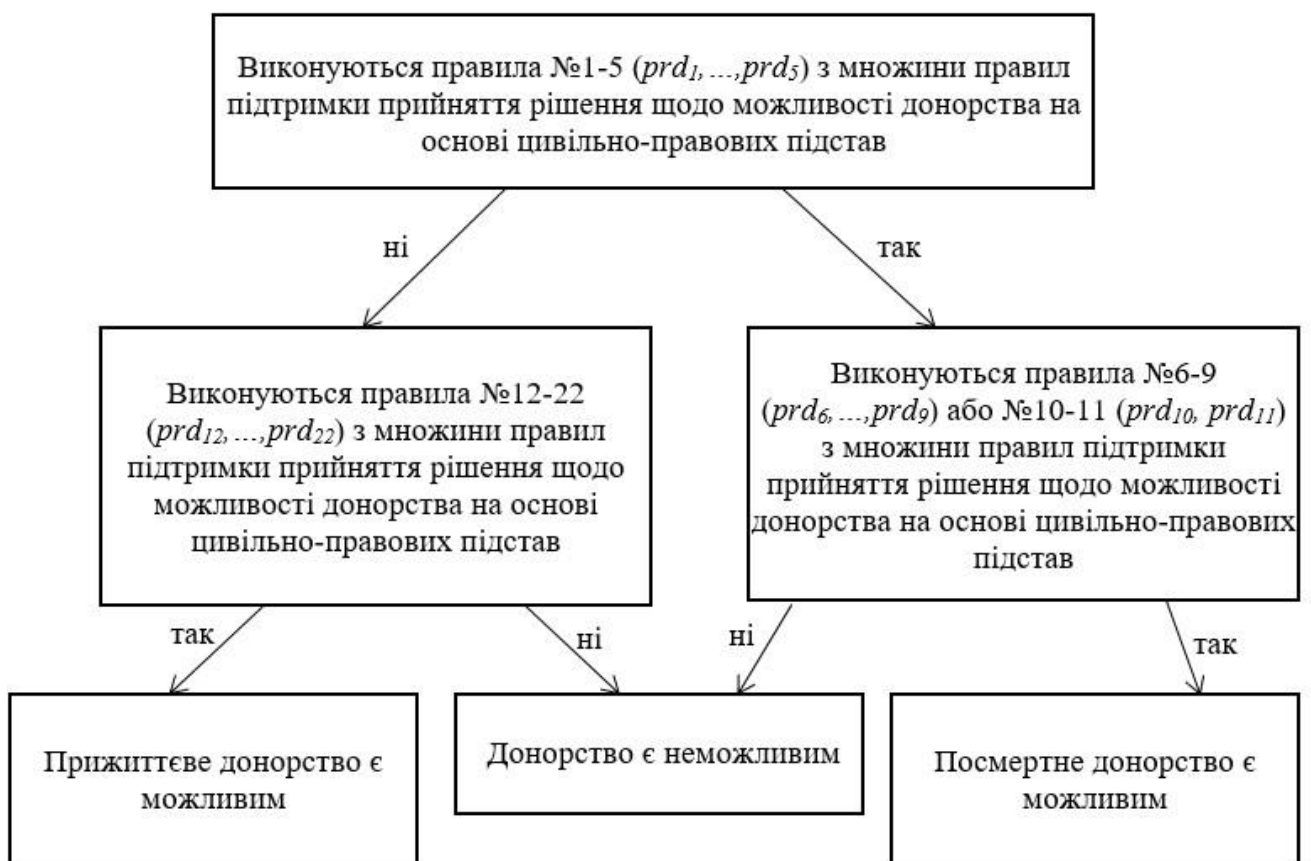 Виконуються правила №1-5 (prd1, ...,prd5) з множини правил
підтримки прийняття рішення щодо можливості донорства на
основі цивільно-правових підстав
ні
так
Виконуються правила №12-22
(prd12, ...,prd22) з множини правил
підтримки прийняття рішення щодо
можливості донорства на основі
цивільно-правових підстав
Виконуються правила №6-9
(prd6, ...,prd9) або №10-11 (prd10, prd11)
з множини правил підтримки
прийняття рішення щодо можливості
донорства на основі цивільно-правових
підстав
так
ні
ні
так
Прижиттєве донорство є
можливим
Донорство є неможливим
Посмертне донорство є
можливим